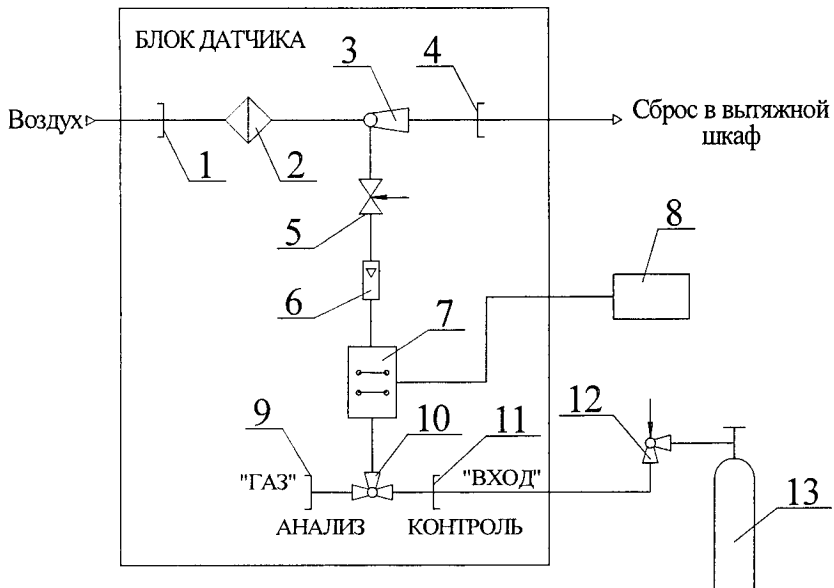 БЛОК ДАТЧИКА
3
4
Воздух
Сброс в вытяжной
шкаф
1
2
5
8
6
7
9
10
11
12
"ГАЗ"
"ВХОД"
13
АНАЛИЗ
КОНТРОЛЬ